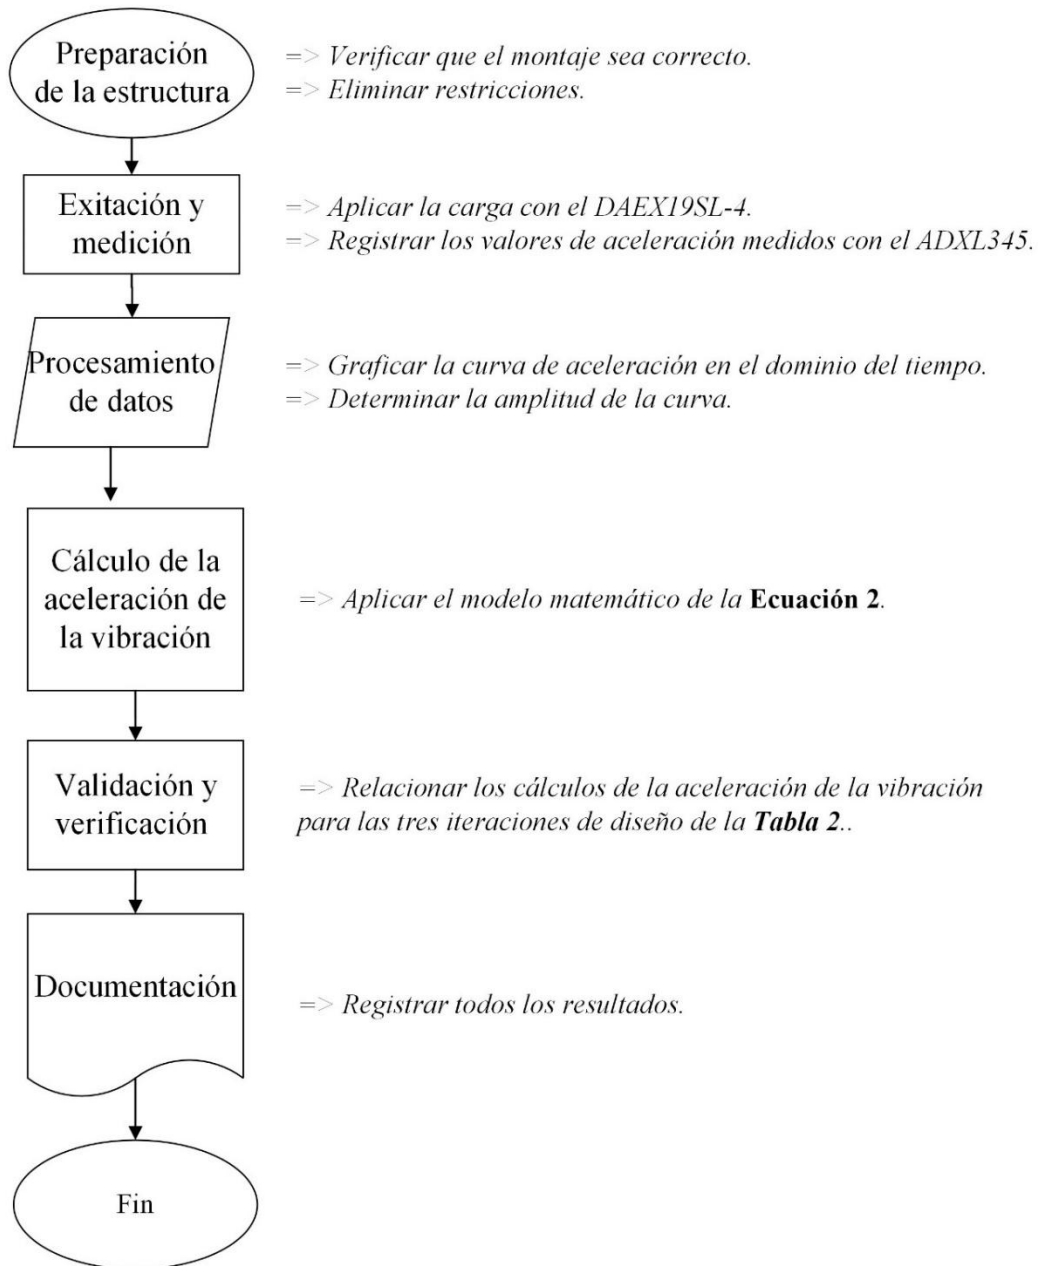 Preparación
de la estructura
=> Verificar que el montaje sea correcto.
=> Eliminar restricciones.
Exitación y
medición
=> Aplicar la carga con el DAEX19SL-4.
=> Registrar los valores de aceleración medidos con el ADXL345.
Procesamiento
de datos
=> Graficar la curva de aceleración en el dominio del tiempo.
=> Determinar la amplitud de la curva.
Cálculo de la
aceleración de
la vibración
=> Aplicar el modelo matemático de la Ecuación 2.
Validación y
verificación
=> Relacionar los cálculos de la aceleración de la vibración
para las tres iteraciones de diseño de la Tabla 2..
Documentación
=> Registrar todos los resultados.
Fin